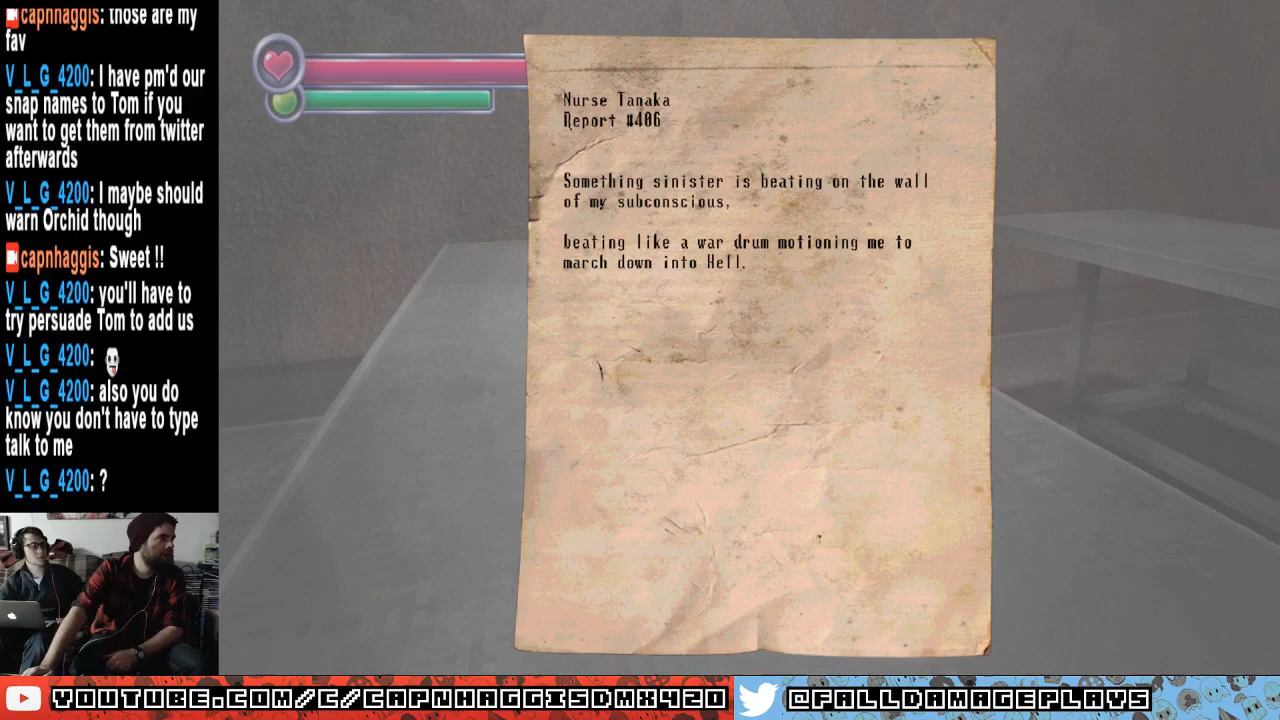 capnhaggis: those are my
fav
V_L_G_4200: I have pm'd our
snap names to Tom if you
want to get them from twitter
afterwards
V_L_G_4200: I maybe should
warn Orchid though
capnhaggis: Sweet !!
V_L_G_4200: you'll have to
try persuade Tom to add us
V_L_G_4200:
V_L_G_4200: also you do
know you don't have to type
talk to me
V_L_G_4200: ?
Nurse Tanaka
Report #406
Something sinister is beating on the wall
of my subconscious,
beating like a war drum motioning me to
march down into Hell.
YOUTUBE.COM/C/CAPNHAGGISDMX420
@FALLDAMAGEPLAYS